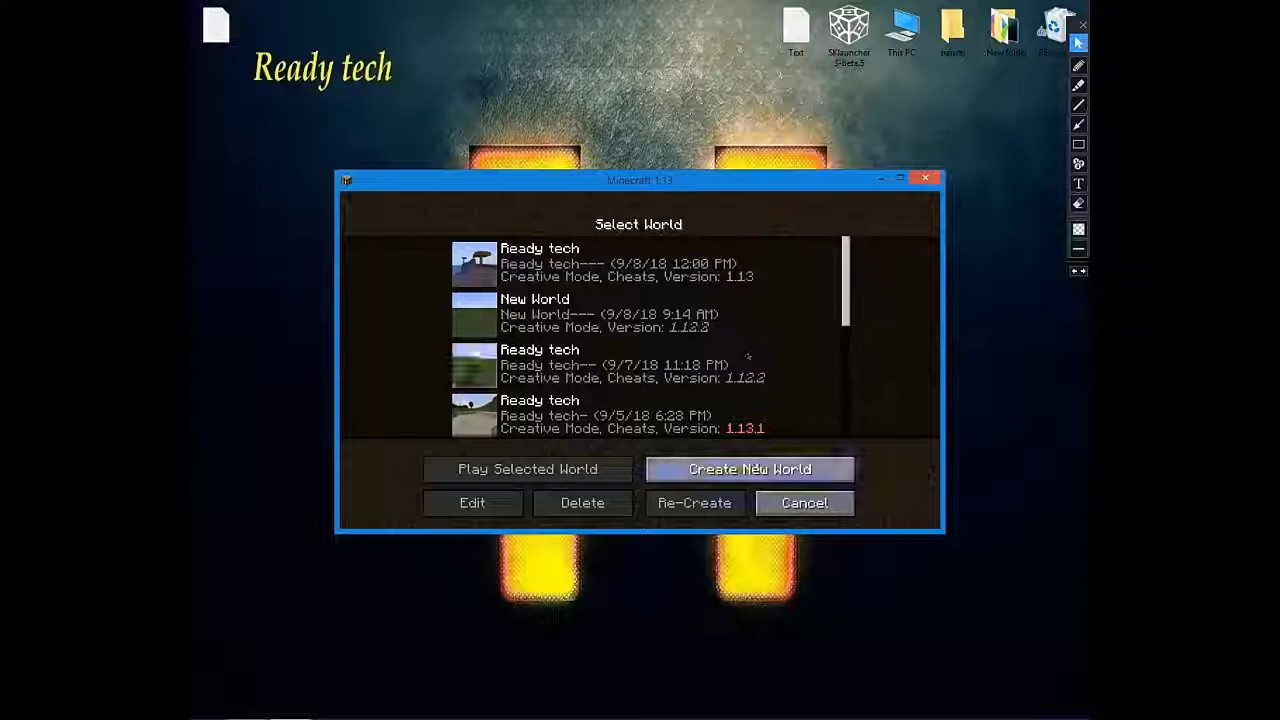 Text
SKlauncher
3-beta.5
This PC
naruto
New folder
Ready tech
Minecraft 1.13
Select World
Ready tech
Ready tech--- (9/8/18 12:00 PM)
Creative Mode, Cheats, Version: 1.13
New World
New World--- (9/8/18 9:14 AM)
Creative Mode, Version: 1.12.2
Ready tech
Ready tech-- (9/7/18 11:18 PM)
Creative Mode, Cheats, Version: 1.12.2
Ready tech
Ready tech- (9/5/18 6:28 PM)
Creative Mode, Cheats, Version: 1.13.1
Play Selected World
Create New World
Edit
Delete
Re-Create
Cancel